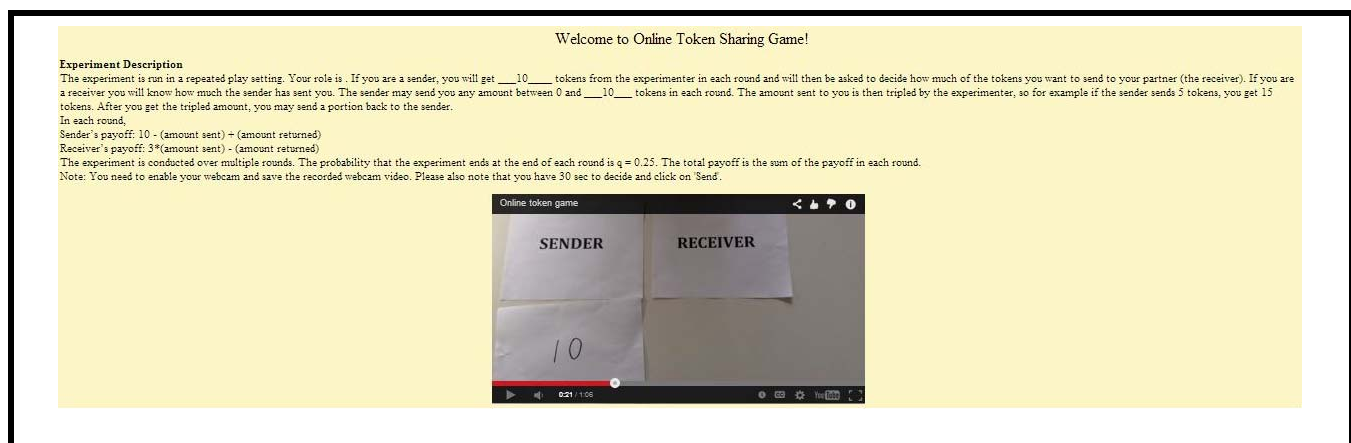 Welcome to Online Token Sharing Game!
Experiment Description
The experiment is run in a repeated play setting. Your role is . If you are a sender, you will get ___10____ tokens from the experimenter in each round and will then be asked to decide how much of the tokens you want to send to your partner (the receiver). If you are
a receiver you will know how much the sender has sent you. The sender may send you any amount between 0 and ___10___ tokens in each round. The amount sent to you is then tripled by the experimenter, so for example if the sender sends 5 tokens, you get 15
tokens. After you get the tripled amount, you may send a portion back to the sender.
In each round,
Sender's payoff: 10 - (amount sent) + (amount returned)
Receiver's payoff: 3*(amount sent) - (amount returned)
The experiment is conducted over multiple rounds. The probability that the experiment ends at the end of each round is q = 0.25. The total payoff is the sum of the payoff in each round.
Note: You need to enable your webcam and save the recorded webcam video. Please also note that you have 30 sec to decide and click on 'Send'.
Online token game
SENDER RECEIVER
10
0:21 / 1:06 CC YouTube